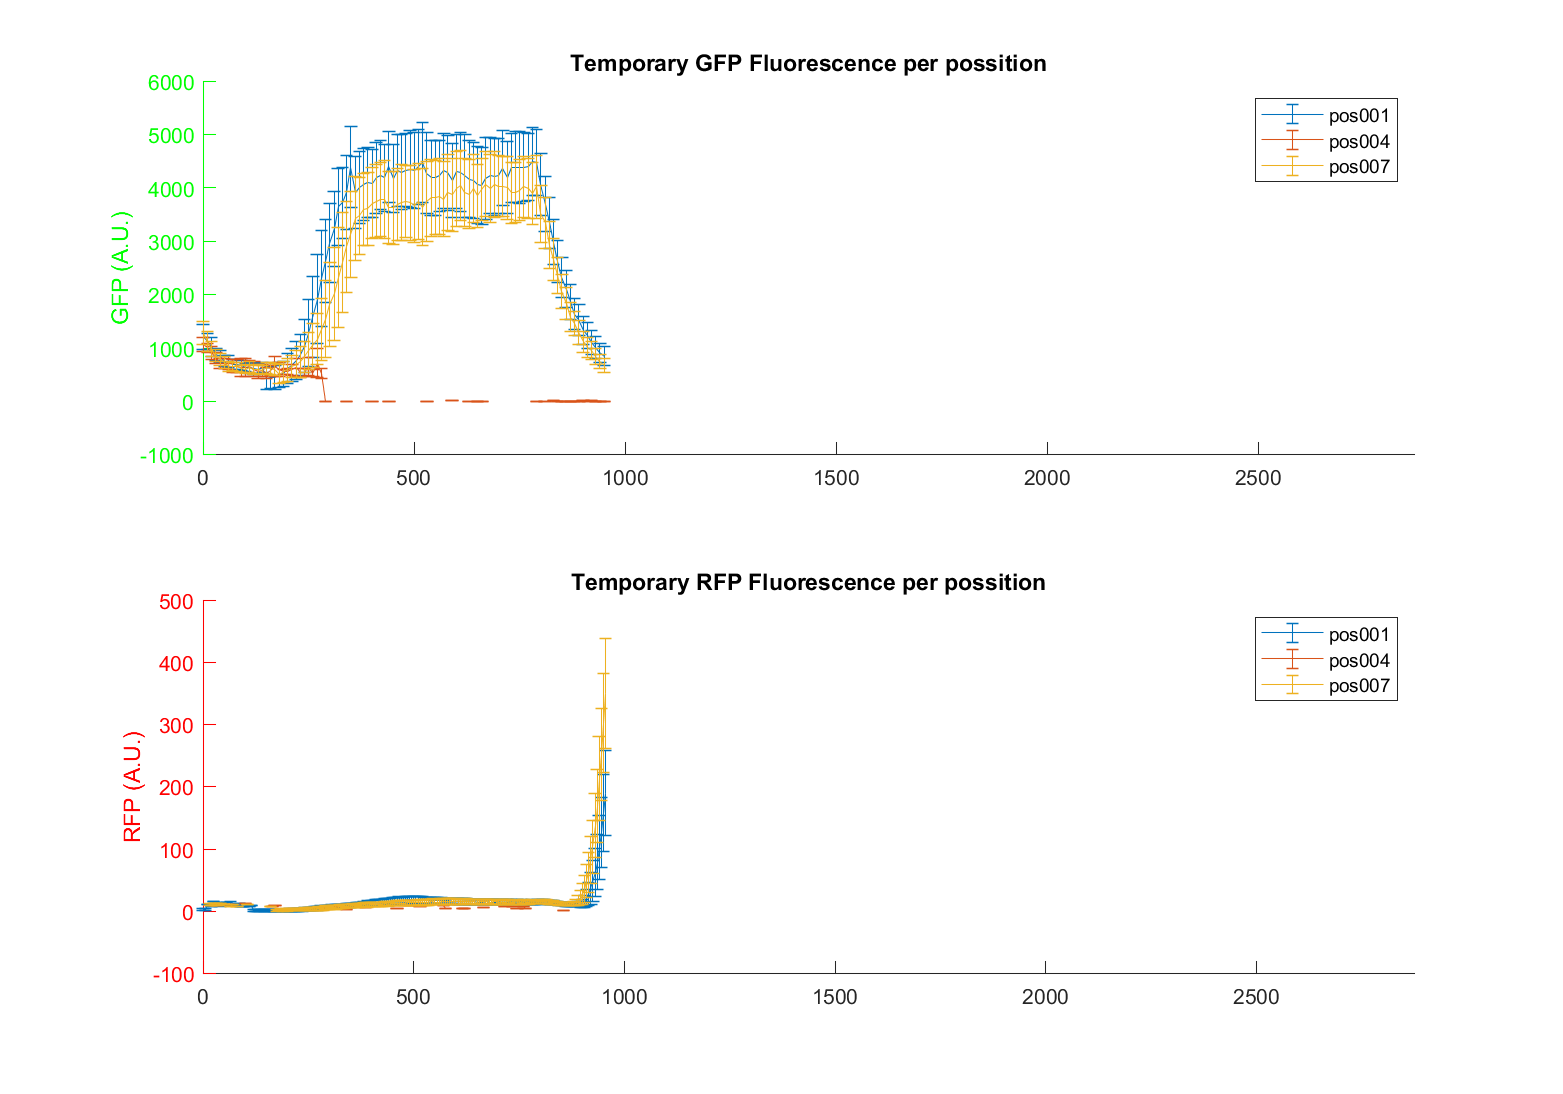 Temporary GFP Fluorescence per possition
6000
5000
4000
3000
2000
1000
0
-1000
GFP (A.U.)
0 500 1000 1500 2000 2500
pos001
pos004
pos007
Temporary RFP Fluorescence per possition
500
400
300
200
100
0
-100
RFP (A.U.)
0 500 1000 1500 2000 2500
pos001
pos004
pos007